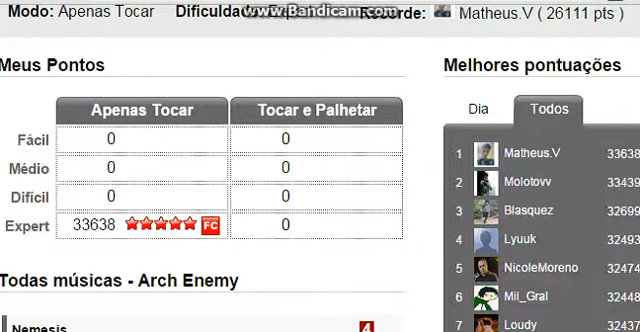 Modo: Apenas Tocar Recorde: Matheus.V ( 26111 pts )
www.Bandicam.com
Meus Pontos
Apenas Tocar Tocar e Palhetar
Fácil 0 0
Médio 0 0
Difícil 0 0
Expert 33638 FC 0
Todas músicas - Arch Enemy
Nemesis 4
Melhores pontuações
Dia Todos
1 Matheus.V 33638
2 Molotovv 33439
3 Blasquez 32699
4 Lyuuk 32493
5 NicoleMoreno 32474
6 Mil_Gral 32448
7 Loudy 32437